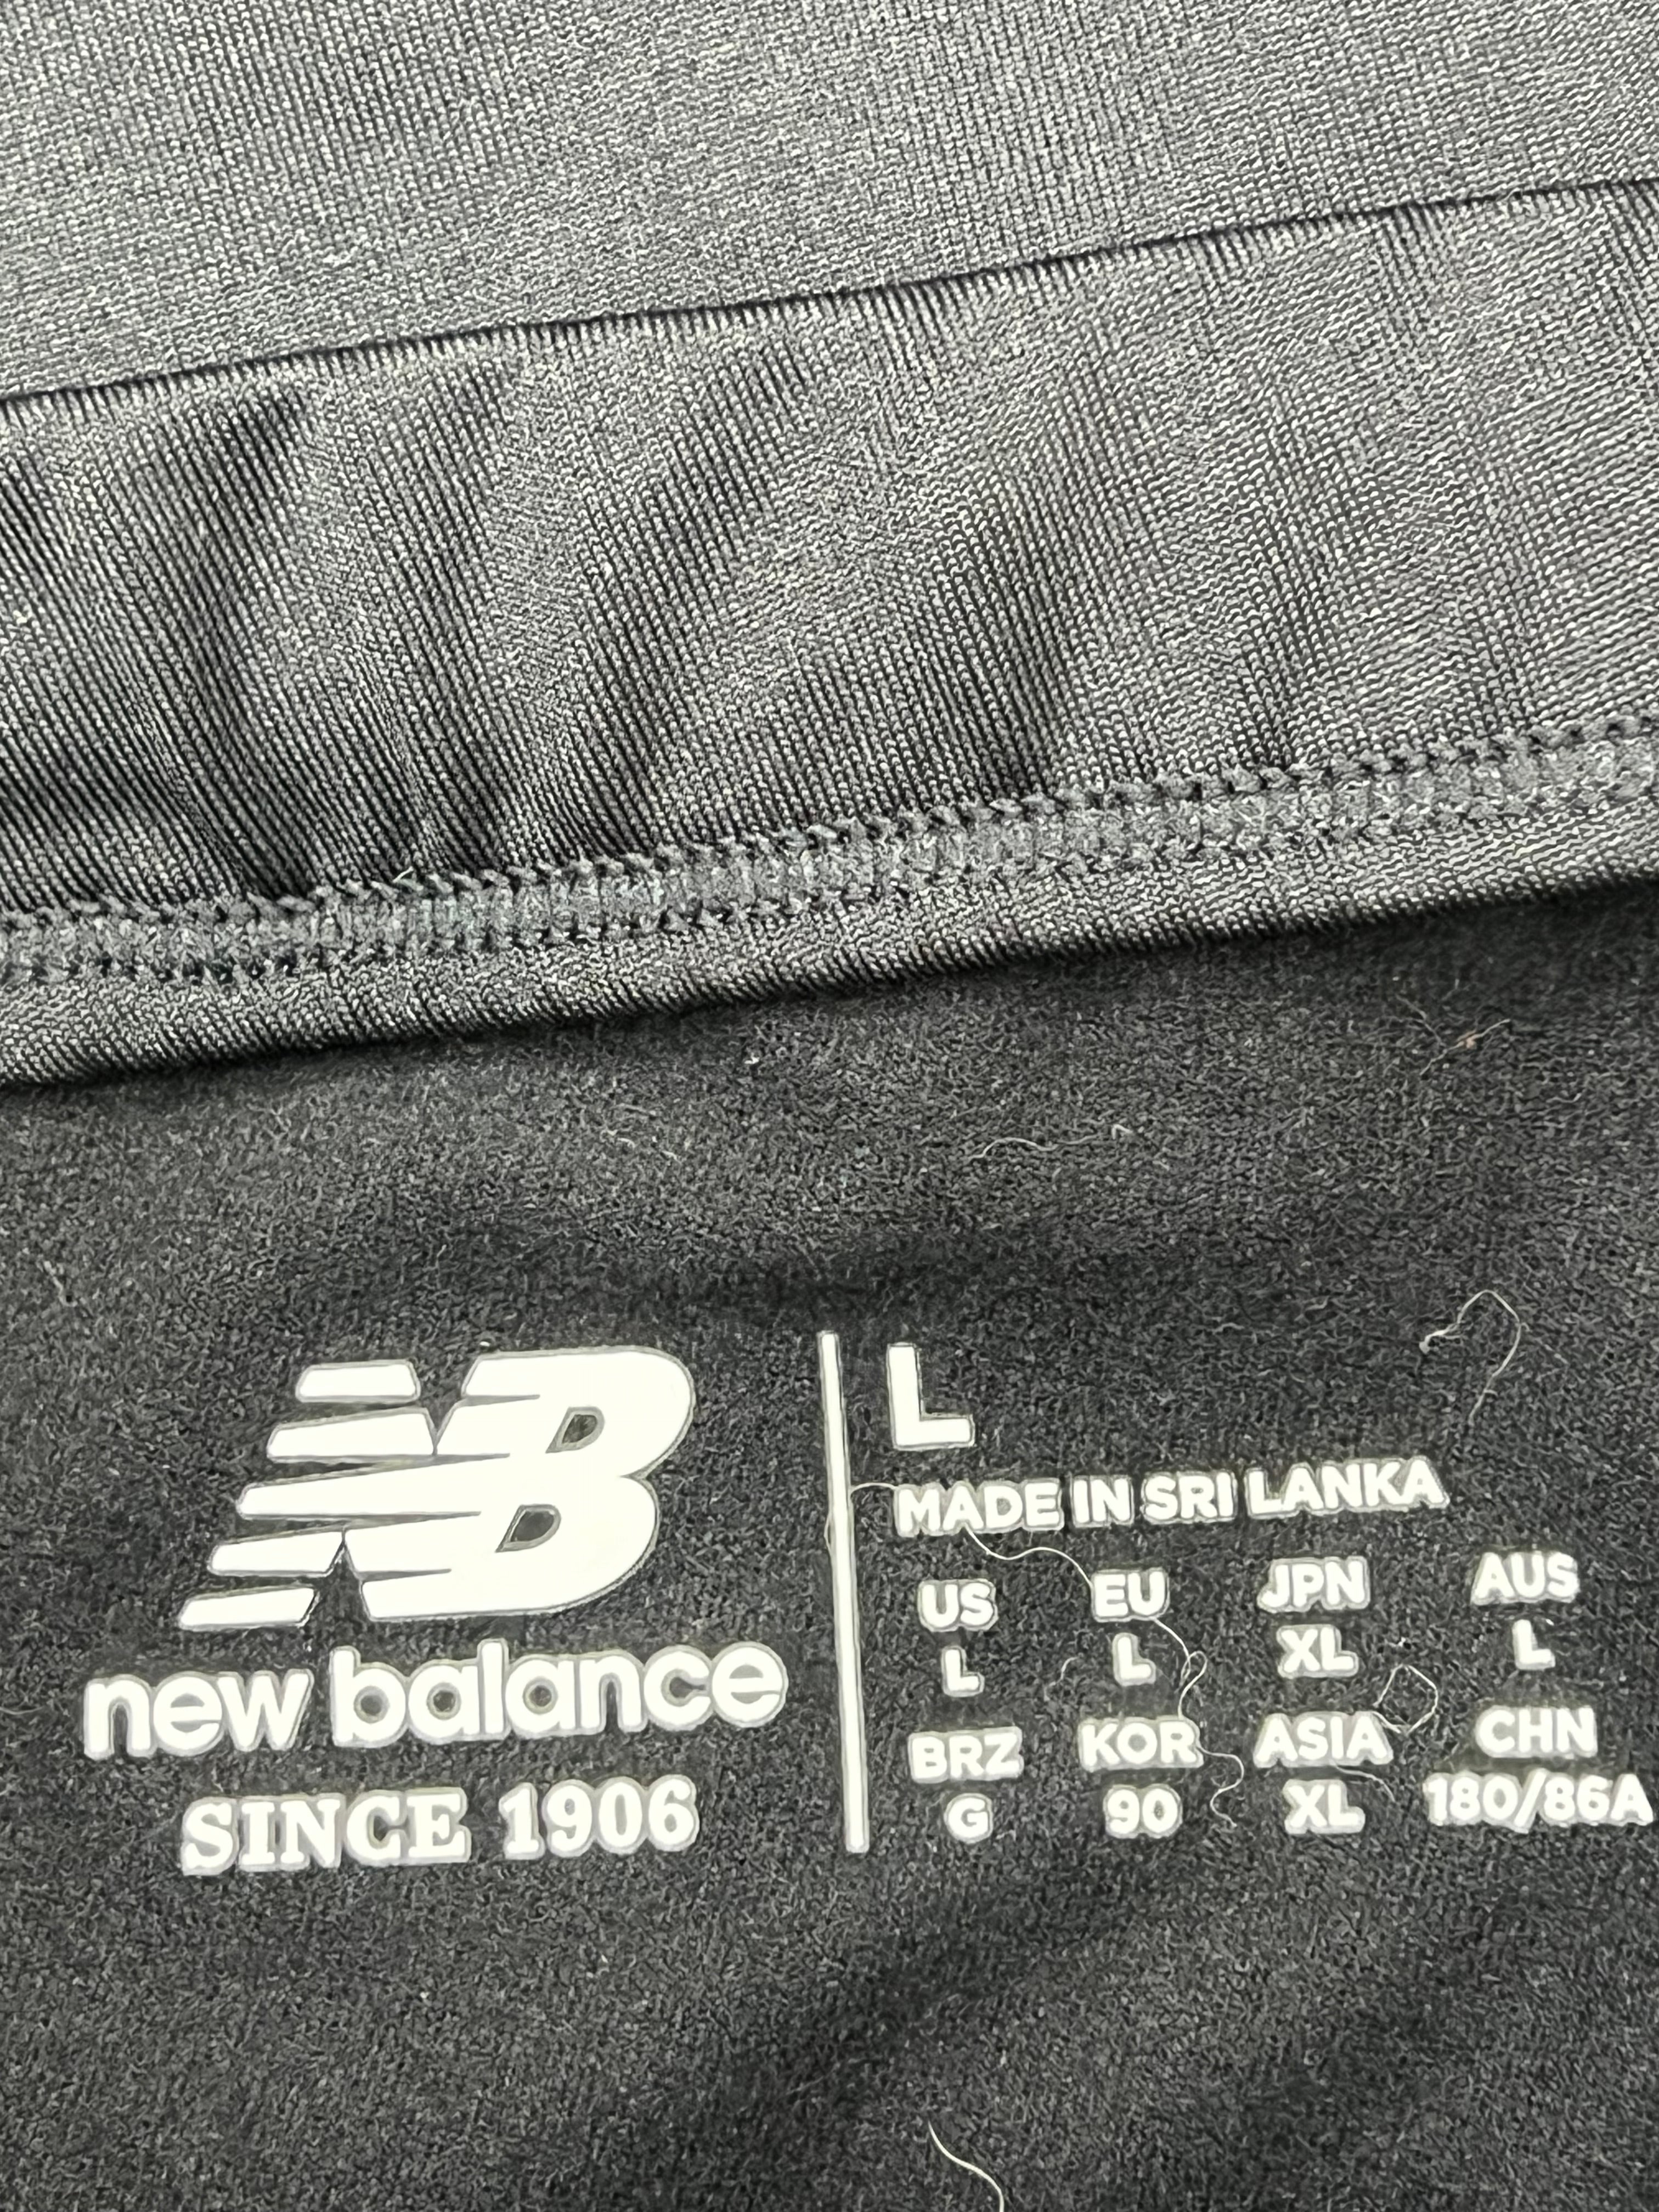 NB
new balance
SINCE 1906
L
MADE IN SRI LANKA
US EU JPN AUS
L L XL L
BRZ KOR ASIA CHN
G 90 XL 180/86A